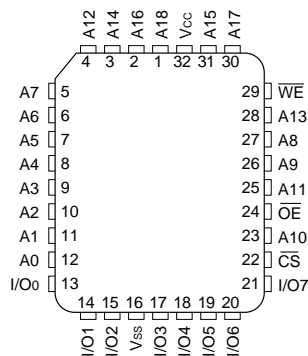 A12 A14 A16 A18 Vcc A15 A17
4 3 2 1 32 31 30
A7 5 29 WE
A6 6 28 A13
A5 7 27 A8
A4 8 26 A9
A3 9 25 A11
A2 10 24 OE
A1 11 23 A10
A0 12 22 CS
I/O0 13 21 I/O7
14 15 16 17 18 19 20
I/O1 I/O2 Vss I/O3 I/O4 I/O5 I/O6